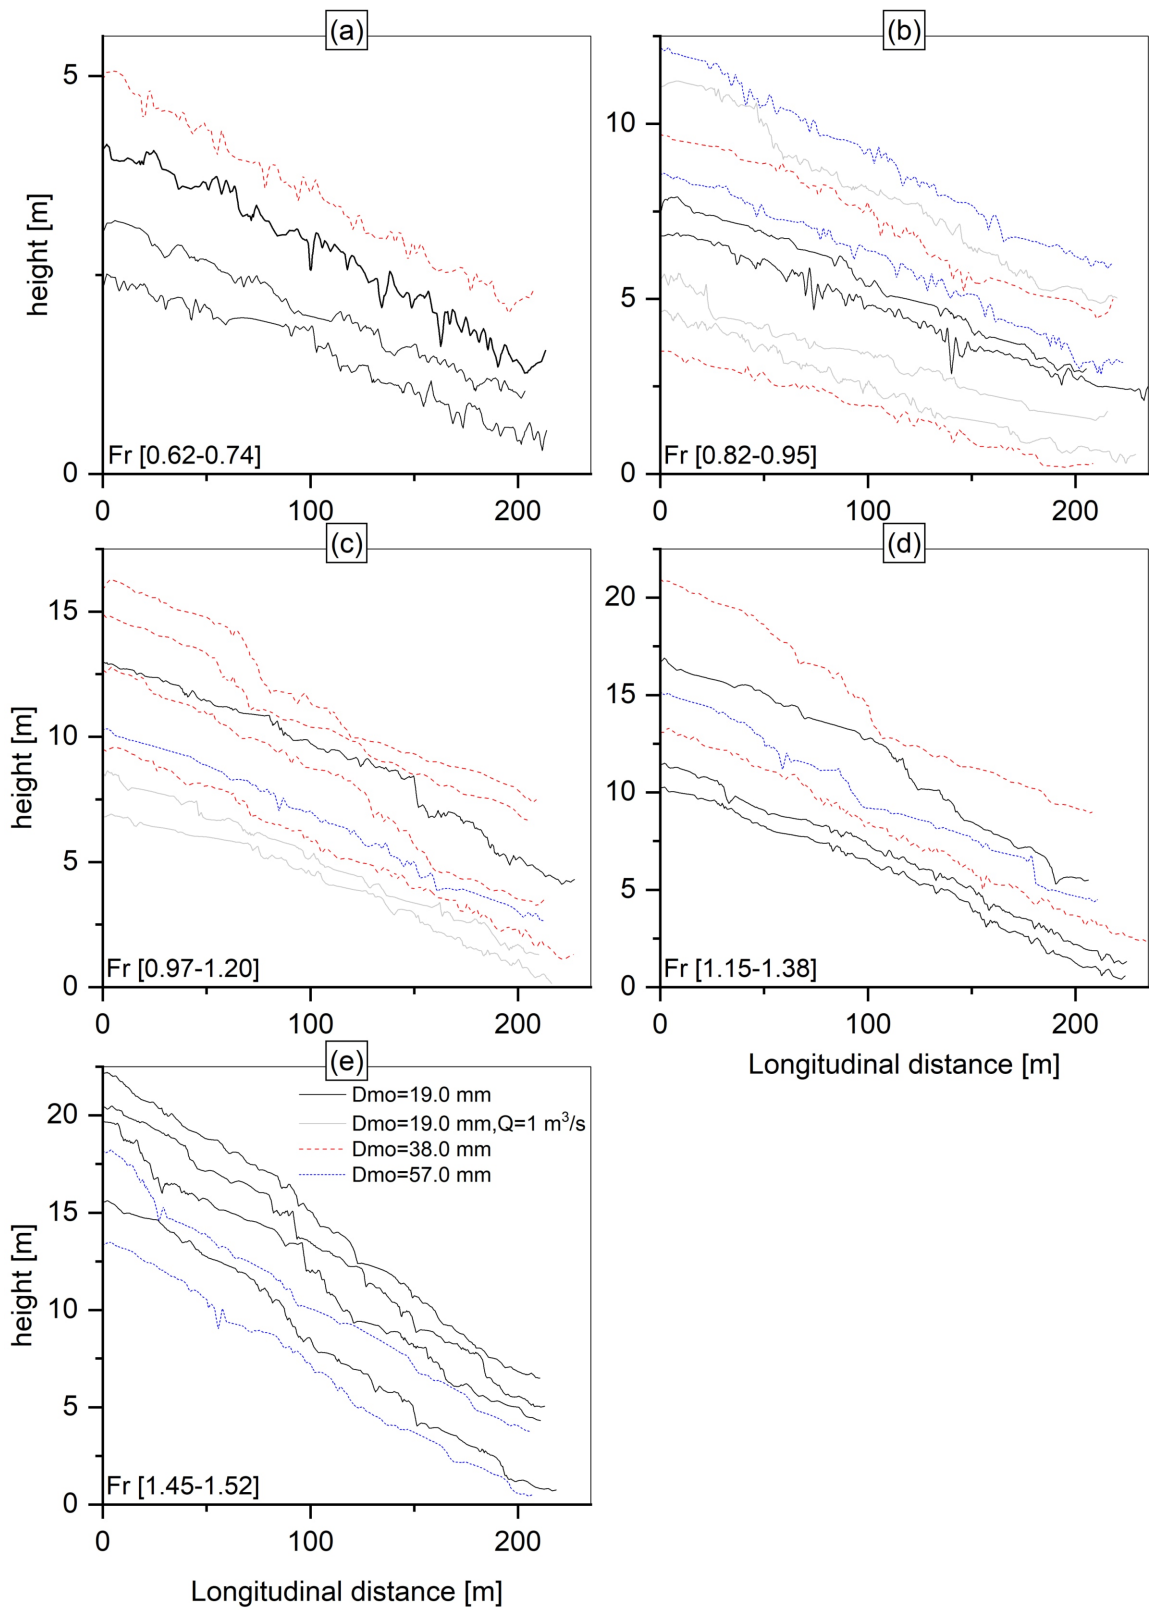 (a)
(b)
height [m]
5
0
Fr [0.62-0.74]
0 100 200
10
5
0
Fr [0.82-0.95]
0 100 200
(c)
(d)
height [m]
15
10
5
0
Fr [0.97-1.20]
0 100 200
20
15
10
5
0
Fr [1.15-1.38]
0 100 200
Longitudinal distance [m]
(e)
height [m]
20
15
10
5
0
Dmo=19.0 mm
Dmo=19.0 mm,Q=1 m³/s
Dmo=38.0 mm
Dmo=57.0 mm
Fr [1.45-1.52]
0 100 200
Longitudinal distance [m]